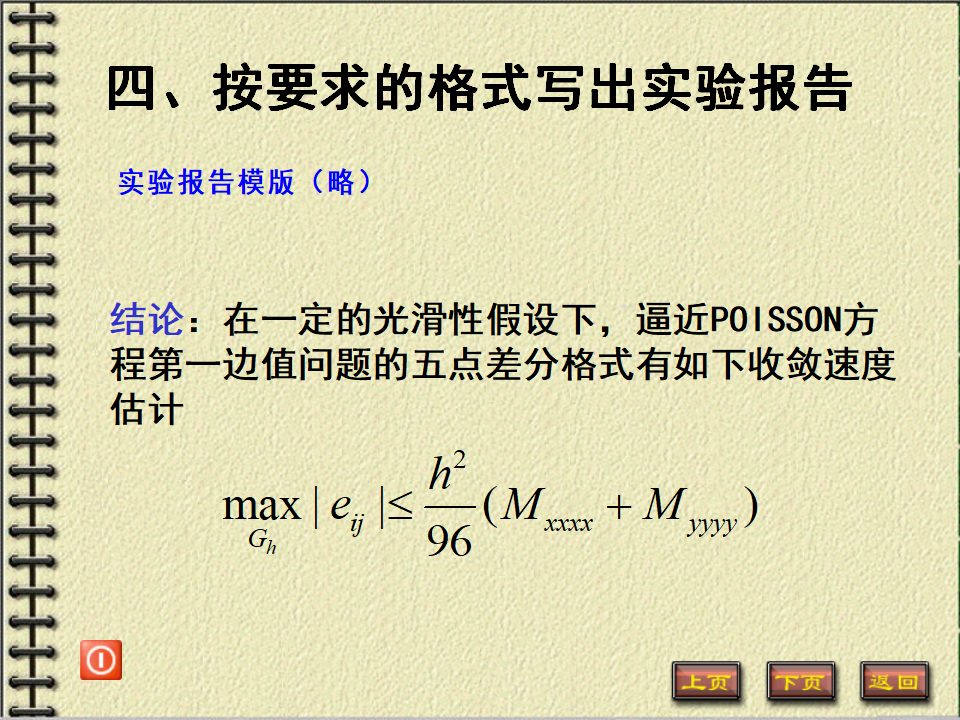 四、按要求的格式写出实验报告
实验报告模版（略）
结论：在一定的光滑性假设下，逼近POISSON方
程第一边值问题的五点差分格式有如下收敛速度
估计
max_{G_h} | e_{ij} | ≤ \frac{h^2}{96} ( M_{xxxx} + M_{yyyy} )
上页 下页 返回